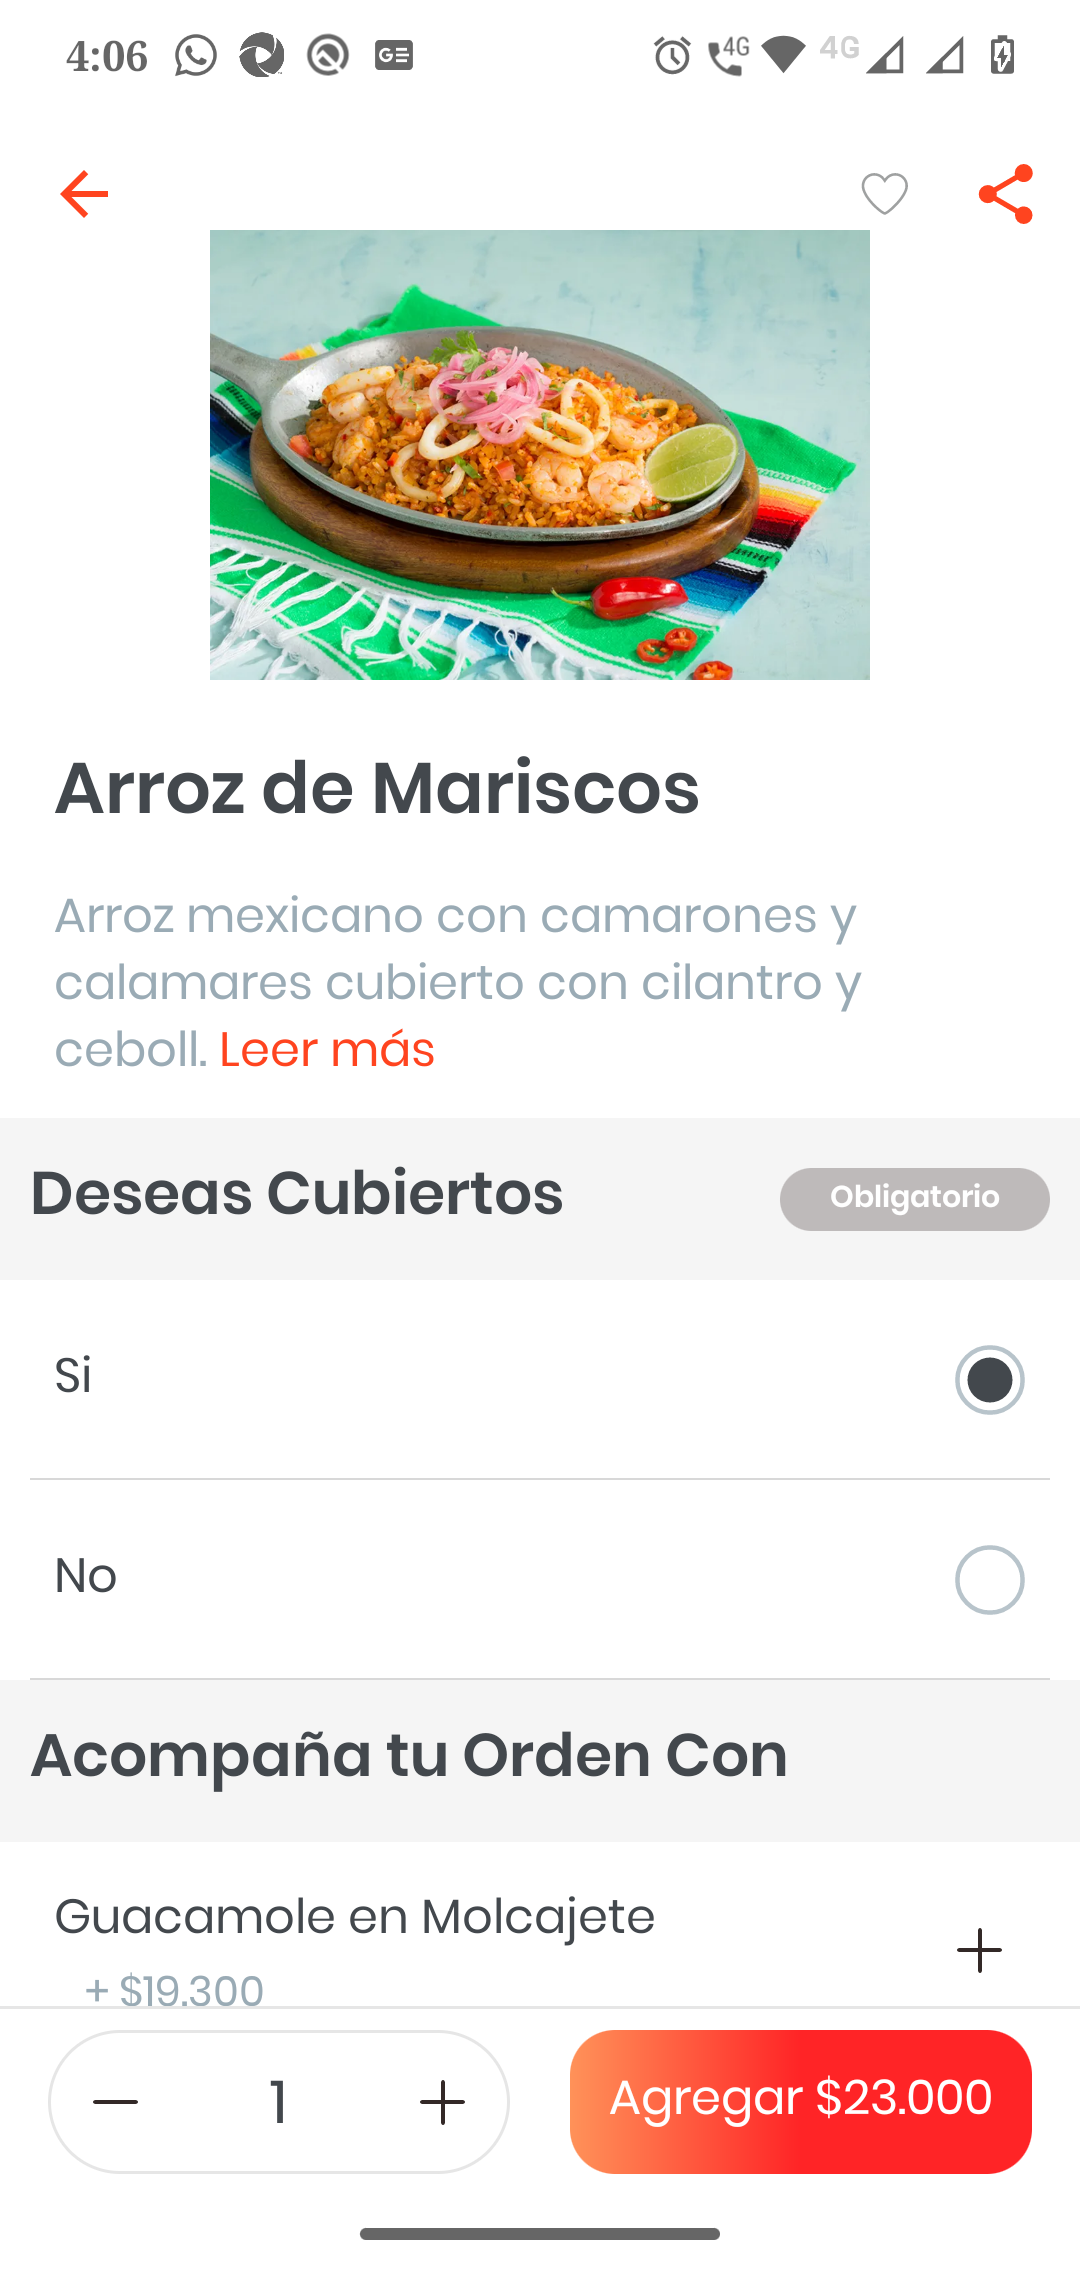 4:06
GE
4G
4G
Arroz de Mariscos
Arroz mexicano con camarones y
calamares cubierto con cilantro y
ceboll. Leer más
Deseas Cubiertos
Obligatorio
Si
No
Acompaña tu Orden Con
Guacamole en Molcajete
+ $19.300
1
Agregar $23.000